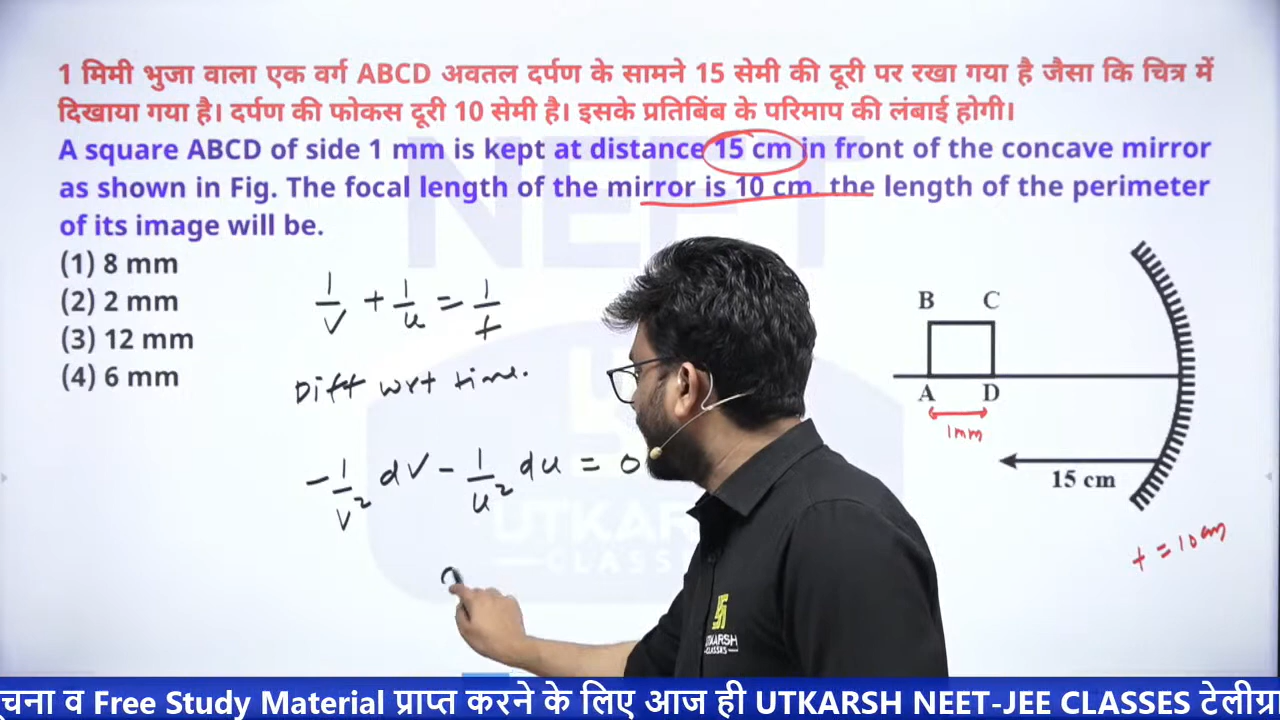 1 मिमी भुजा वाला एक वर्ग ABCD अवतल दर्पण के सामने 15 सेमी की दूरी पर रखा गया है जैसा कि चित्र में
दिखाया गया है। दर्पण की फोकस दूरी 10 सेमी है। इसके प्रतिबिंब के परिमाप की लंबाई होगी।
A square ABCD of side 1 mm is kept at distance 15 cm in front of the concave mirror
as shown in Fig. The focal length of the mirror is 10 cm, the length of the perimeter
of its image will be.
(1) 8 mm
(2) 2 mm
(3) 12 mm
(4) 6 mm
1/v + 1/u = 1/f
Diff wrt time.
-1/v² dv - 1/u² du = 0
B C
A D
1mm
15 cm
f = 10cm
NEET
UTKARSH
CLASSES
UTKARSH
CLASSES
चना व Free Study Material प्राप्त करने के लिए आज ही UTKARSH NEET-JEE CLASSES टेलीग्र